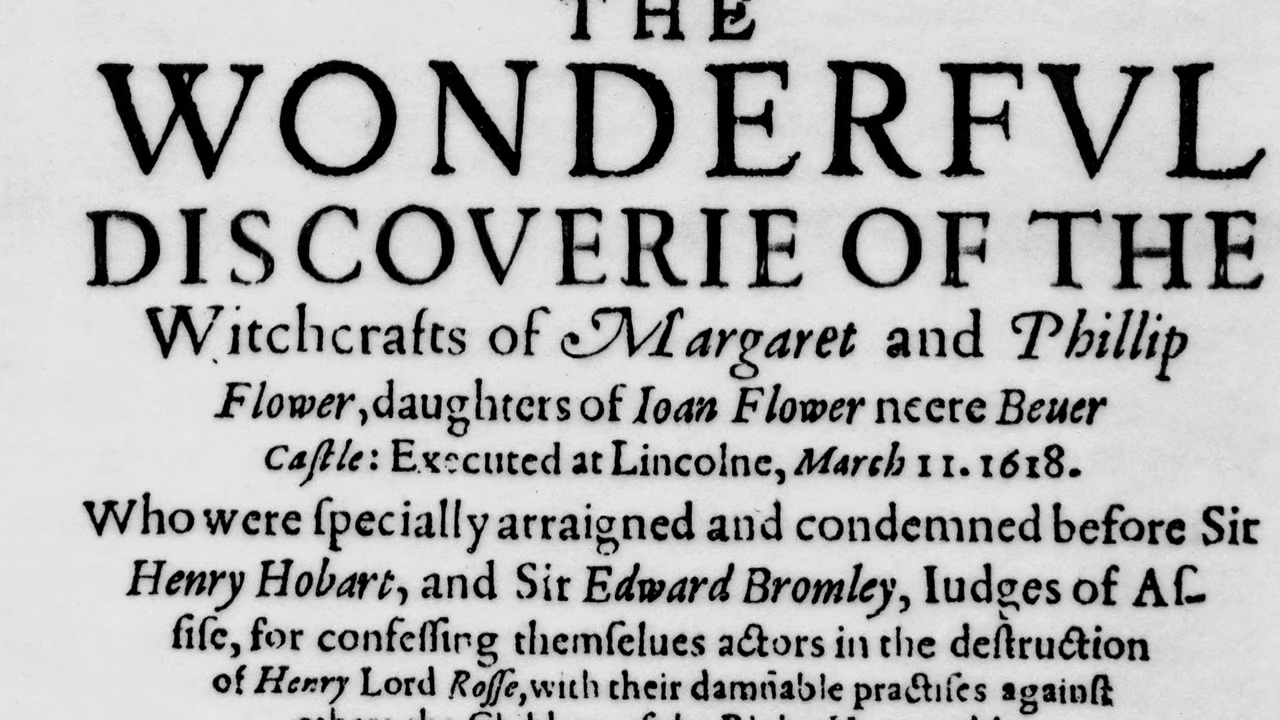 THE
WONDERFVL
DISCOVERIE OF THE
Witchcrafts of Margaret and Phillip
Flower, daughters of Ioan Flower neere Beuer
Caſtle: Executed at Lincolne, March 11. 1618.
Who were ſpecially arraigned and condemned before Sir
Henry Hobart, and Sir Edward Bromley, Iudges of Aſ-
ſiſe, for confeſſing themſelues actors in the deſtruction
of Henry Lord Roſſe, with their damnable practiſes againſt